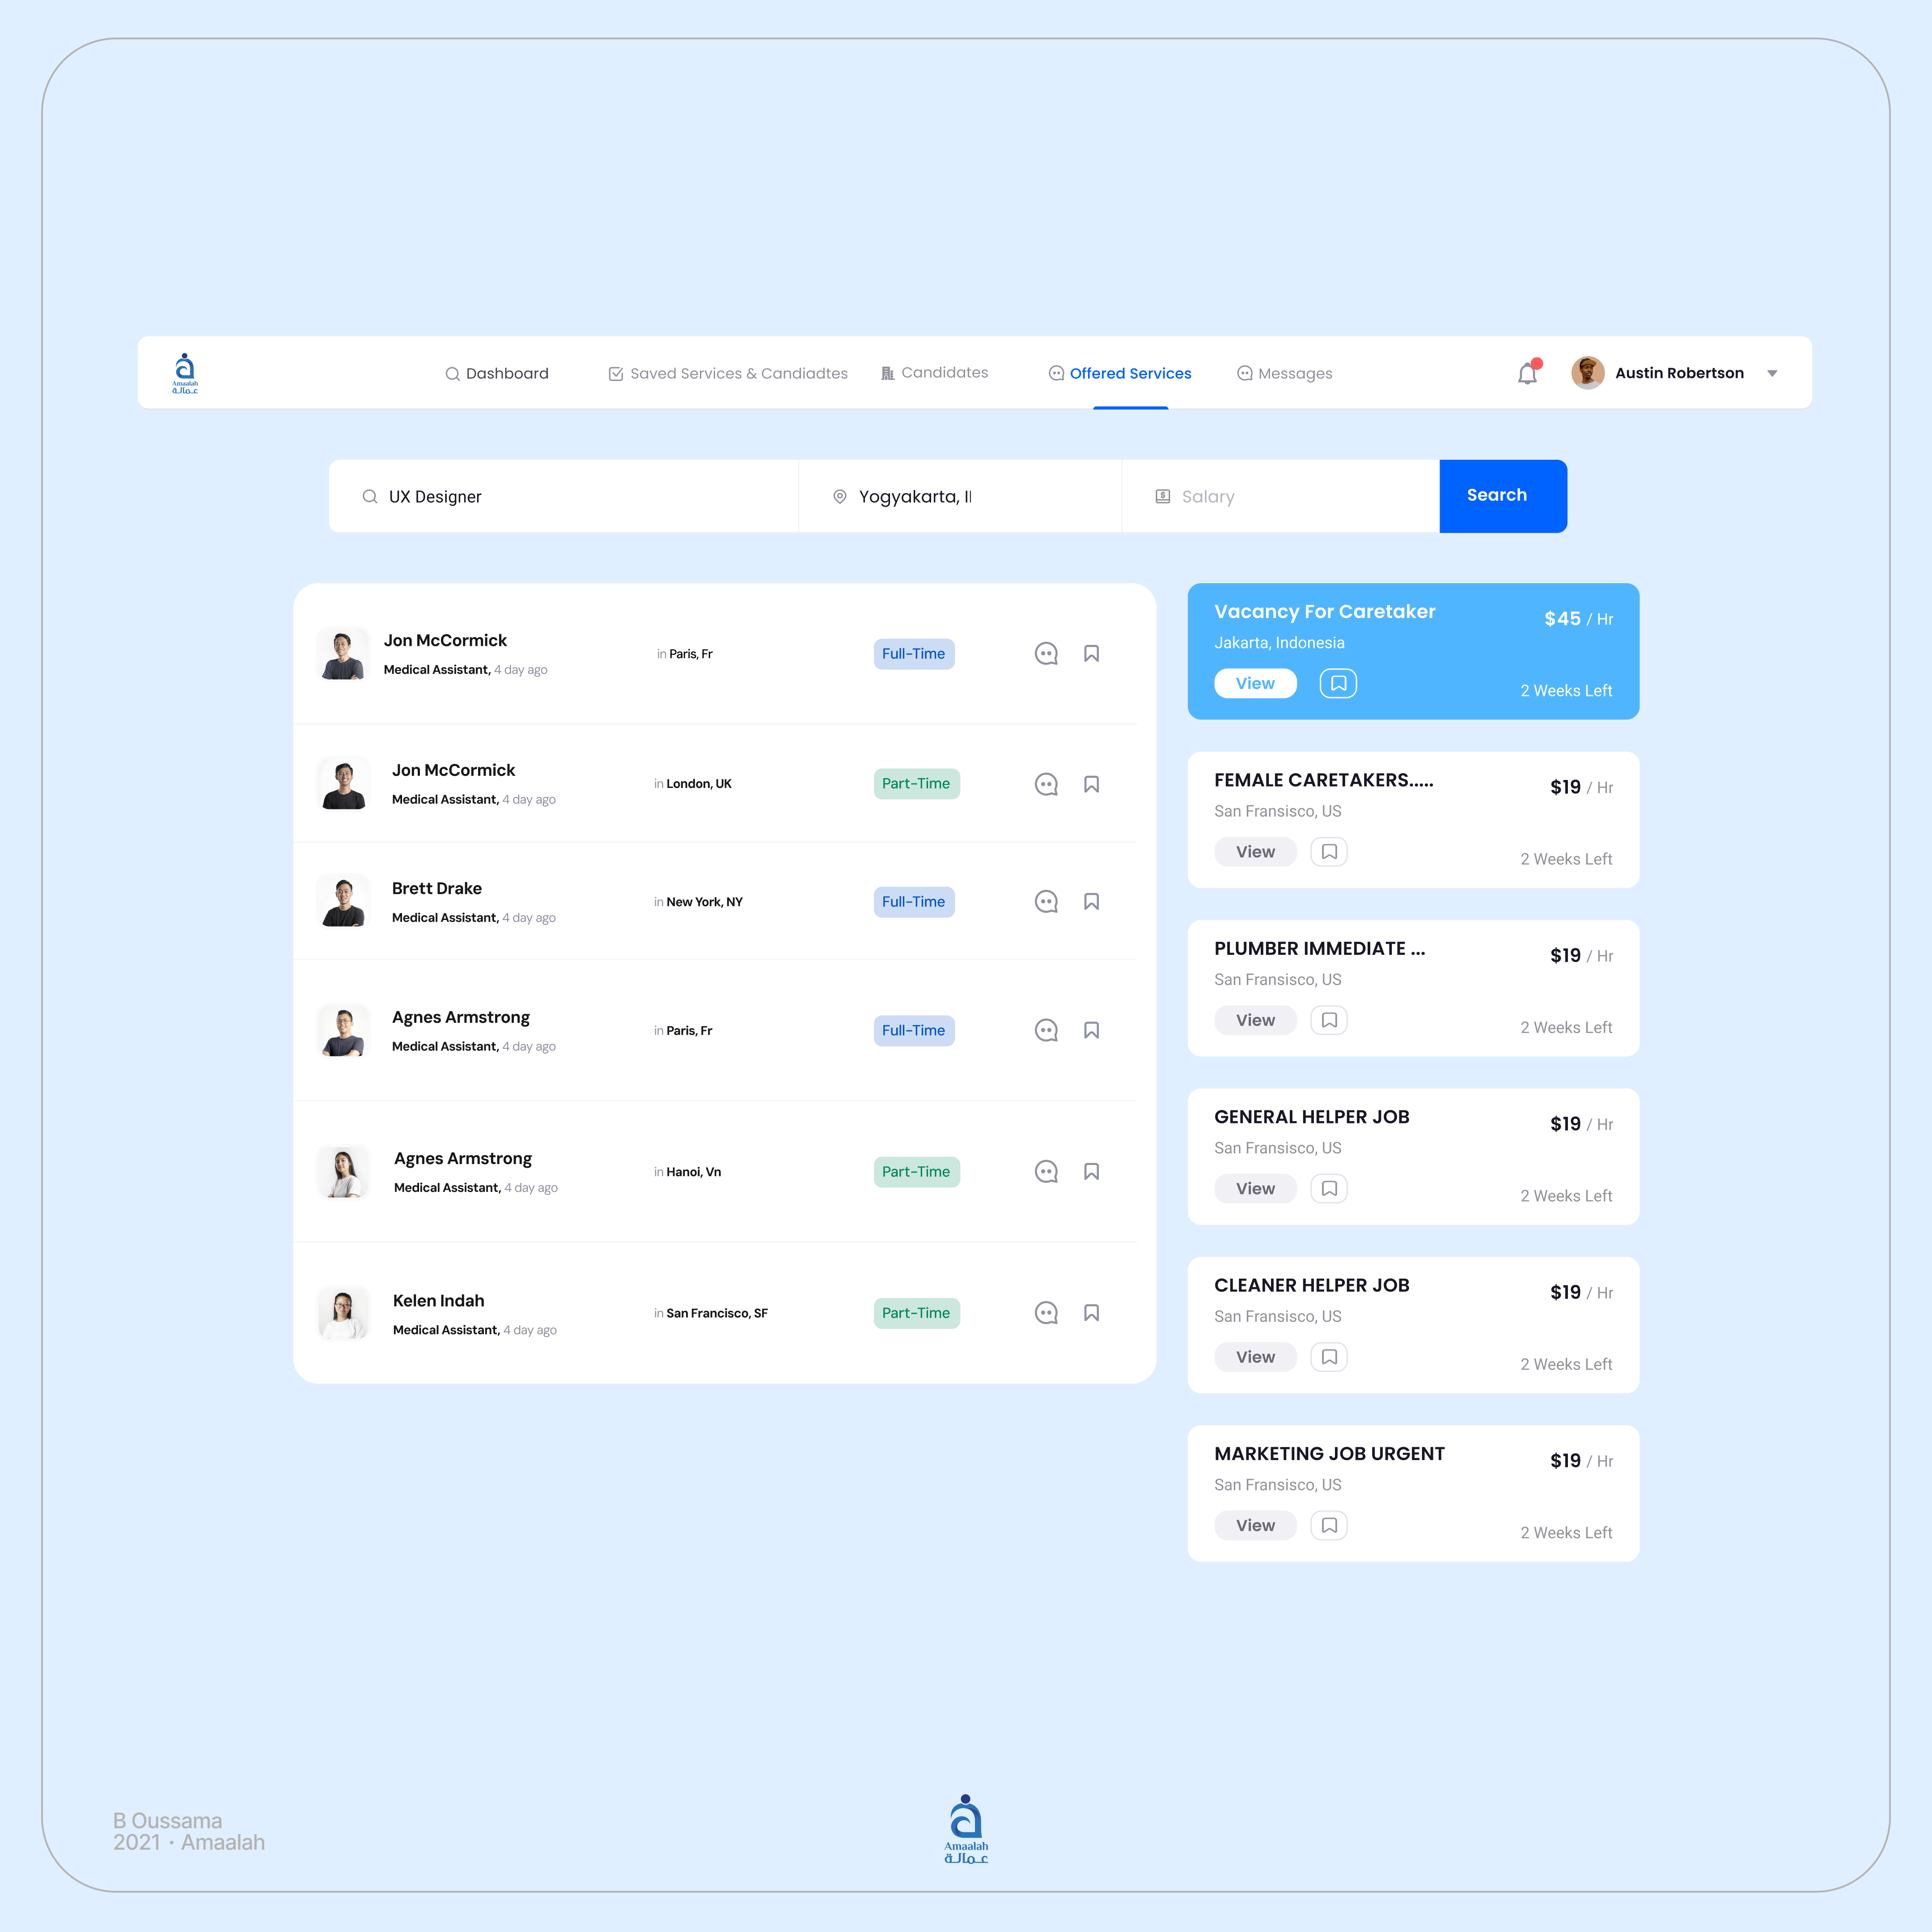 Amaalah
عـمالـة
Dashboard
Saved Services & Candiadtes
Candidates
Offered Services
Messages
Austin Robertson
UX Designer
Yogyakarta, I
Salary
Search
Jon McCormick
Medical Assistant, 4 day ago
in Paris, Fr
Full-Time
Jon McCormick
Medical Assistant, 4 day ago
in London, UK
Part-Time
Brett Drake
Medical Assistant, 4 day ago
in New York, NY
Full-Time
Agnes Armstrong
Medical Assistant, 4 day ago
in Paris, Fr
Full-Time
Agnes Armstrong
Medical Assistant, 4 day ago
in Hanoi, Vn
Part-Time
Kelen Indah
Medical Assistant, 4 day ago
in San Francisco, SF
Part-Time
Vacancy For Caretaker
$45 / Hr
Jakarta, Indonesia
View
2 Weeks Left
FEMALE CARETAKERS.....
$19 / Hr
San Fransisco, US
View
2 Weeks Left
PLUMBER IMMEDIATE ...
$19 / Hr
San Fransisco, US
View
2 Weeks Left
GENERAL HELPER JOB
$19 / Hr
San Fransisco, US
View
2 Weeks Left
CLEANER HELPER JOB
$19 / Hr
San Fransisco, US
View
2 Weeks Left
MARKETING JOB URGENT
$19 / Hr
San Fransisco, US
View
2 Weeks Left
B Oussama
2021 · Amaalah
Amaalah
عـمالـة